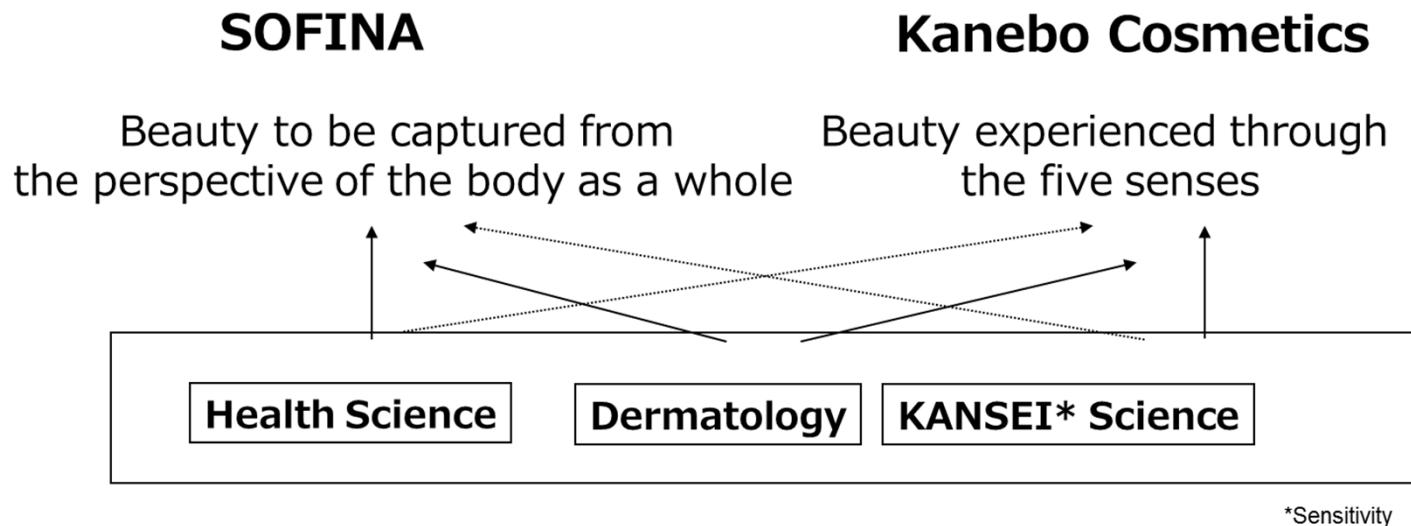 SOFINA
Kanebo Cosmetics
Beauty to be captured from
the perspective of the body as a whole
Beauty experienced through
the five senses
Health Science
Dermatology
KANSEI* Science
*Sensitivity